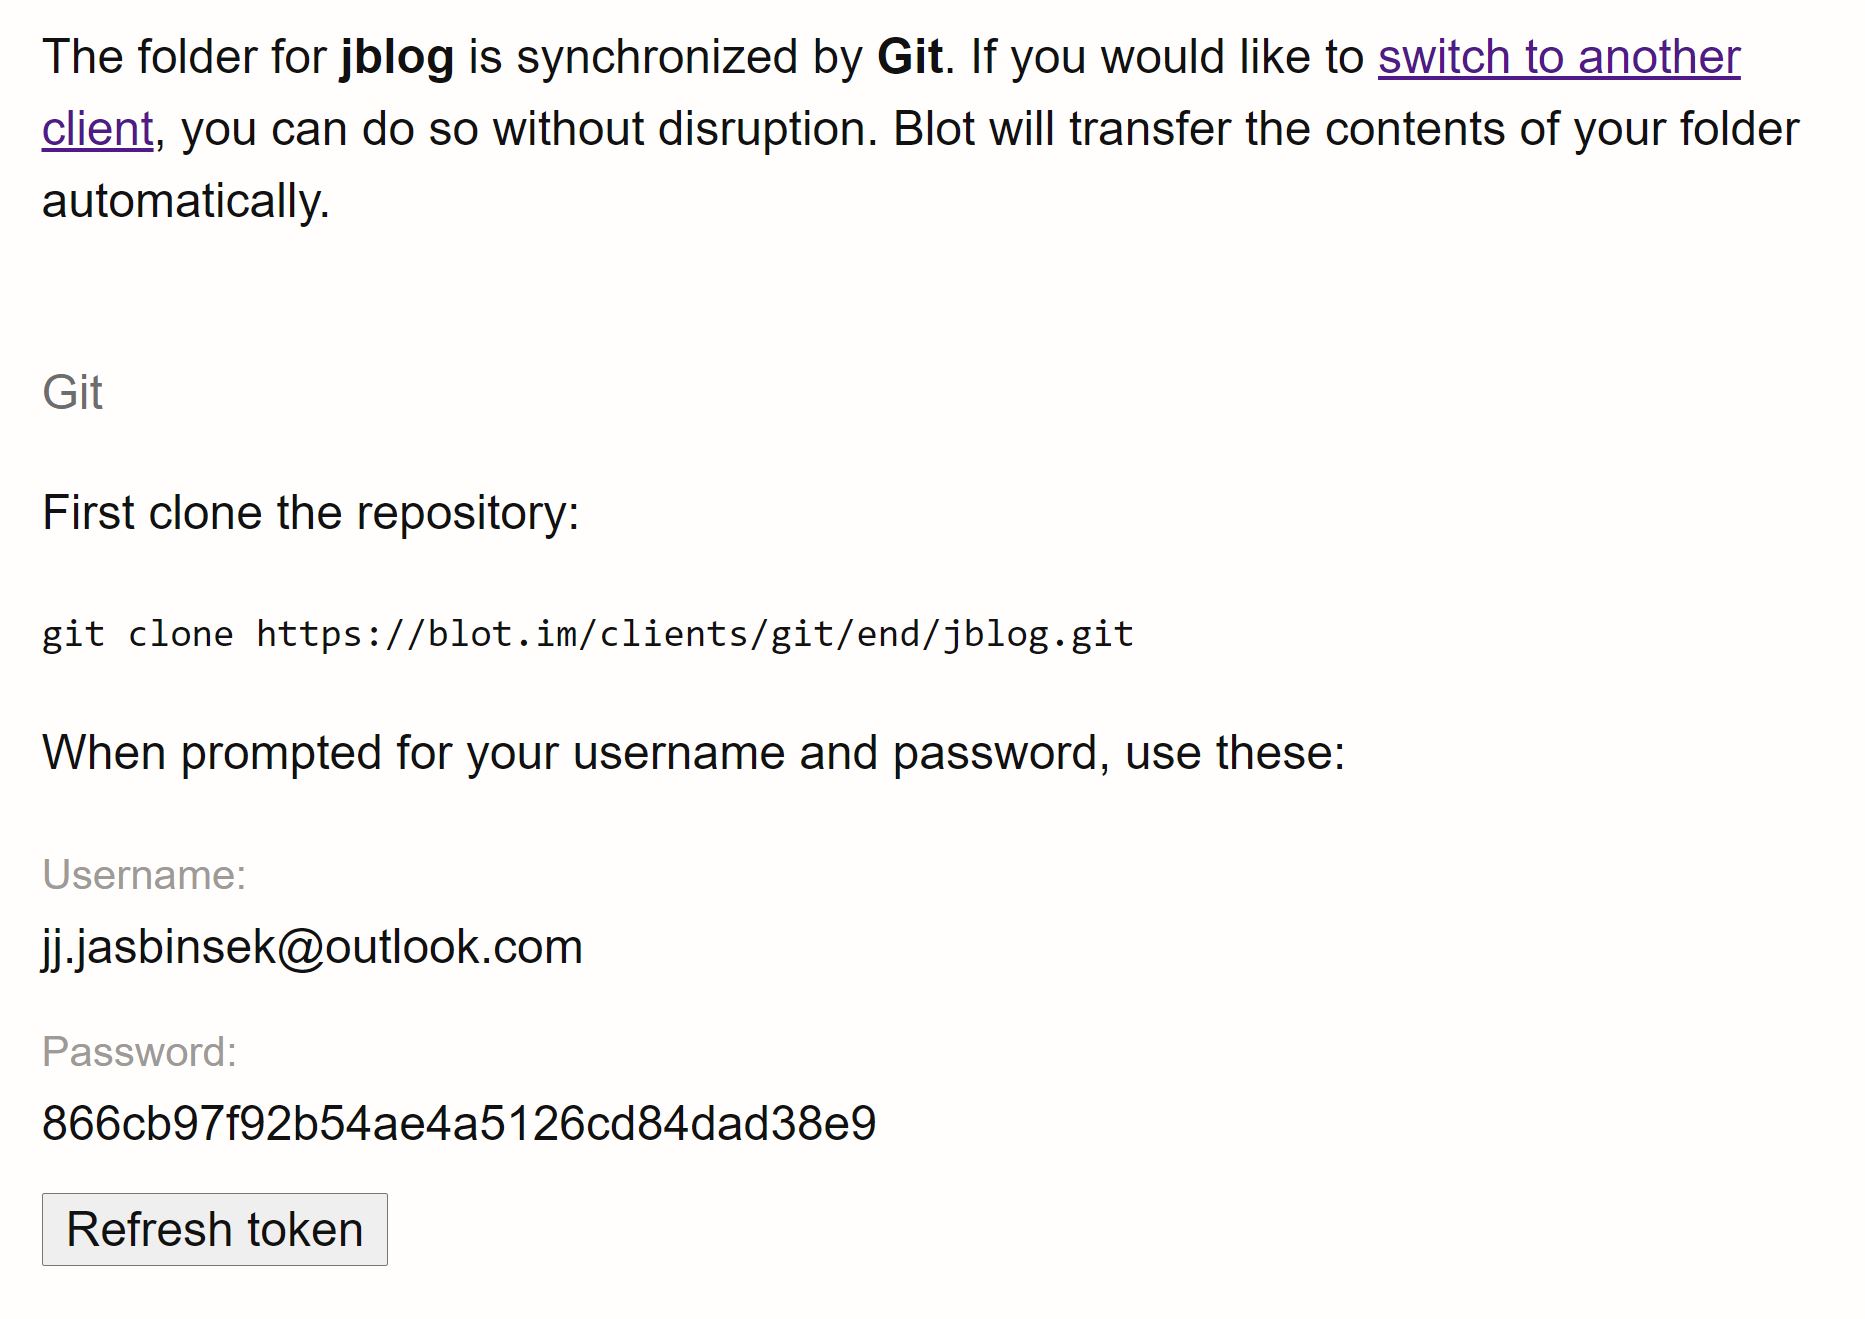 The folder for jblog is synchronized by Git. If you would like to switch to another
client, you can do so without disruption. Blot will transfer the contents of your folder
automatically.
Git
First clone the repository:
git clone https://blot.im/clients/git/end/jblog.git
When prompted for your username and password, use these:
Username:
jj.jasbinsek@outlook.com
Password:
866cb97f92b54ae4a5126cd84dad38e9
Refresh token